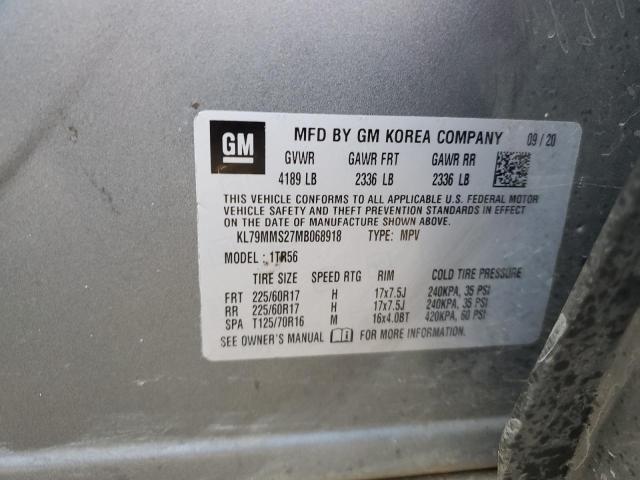 GM
MFD BY GM KOREA COMPANY 09/20
GVWR GAWR FRT GAWR RR
4189 LB 2336 LB 2336 LB
THIS VEHICLE CONFORMS TO ALL APPLICABLE U.S. FEDERAL MOTOR
VEHICLE SAFETY AND THEFT PREVENTION STANDARDS IN EFFECT
ON THE DATE OF MANUFACTURE SHOWN ABOVE.
KL79MMS27MB068918 TYPE: MPV
MODEL: 1TR56
TIRE SIZE SPEED RTG RIM COLD TIRE PRESSURE
FRT 225/60R17 H 17x7.5J 240KPA, 35 PSI
RR 225/60R17 H 17x7.5J 240KPA, 35 PSI
SPA T125/70R16 M 16x4.0BT 420KPA, 60 PSI
SEE OWNER'S MANUAL FOR MORE INFORMATION.